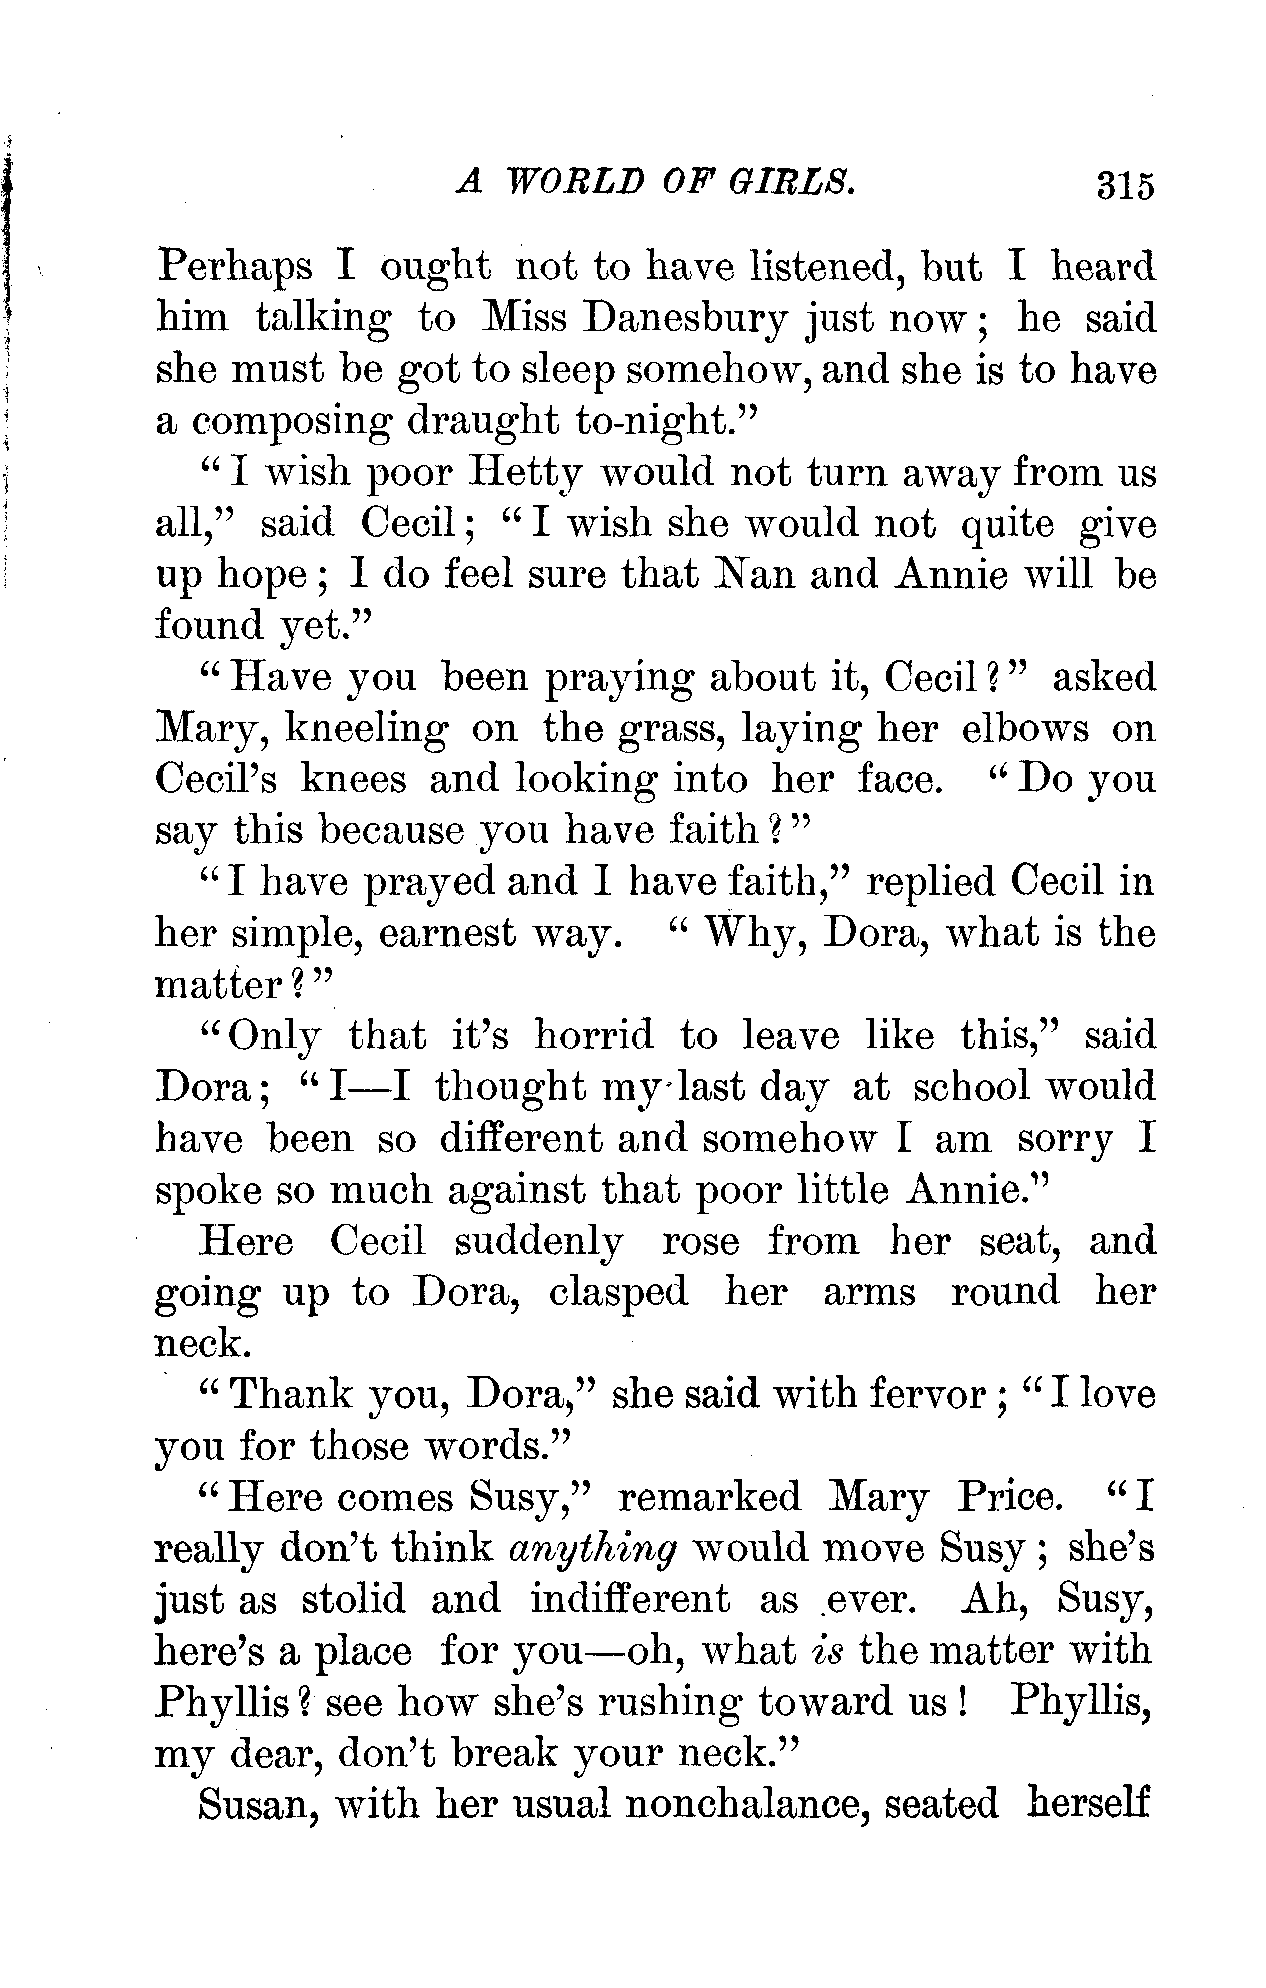 A WORLD OF GIRLS. 315
Perhaps I ought not to have listened, but I heard
him talking to Miss Danesbury just now; he said
she must be got to sleep somehow, and she is to have
a composing draught to-night."
"I wish poor Hetty would not turn away from us
all," said Cecil; "I wish she would not quite give
up hope; I do feel sure that Nan and Annie will be
found yet."
"Have you been praying about it, Cecil?" asked
Mary, kneeling on the grass, laying her elbows on
Cecil's knees and looking into her face. "Do you
say this because you have faith?"
"I have prayed and I have faith," replied Cecil in
her simple, earnest way. "Why, Dora, what is the
matter?"
"Only that it's horrid to leave like this," said
Dora; "I—I thought my last day at school would
have been so different and somehow I am sorry I
spoke so much against that poor little Annie."
Here Cecil suddenly rose from her seat, and
going up to Dora, clasped her arms round her
neck.
"Thank you, Dora," she said with fervor; "I love
you for those words."
"Here comes Susy," remarked Mary Price. "I
really don't think anything would move Susy; she's
just as stolid and indifferent as ever. Ah, Susy,
here's a place for you—oh, what is the matter with
Phyllis? see how she's rushing toward us! Phyllis,
my dear, don't break your neck."
Susan, with her usual nonchalance, seated herself